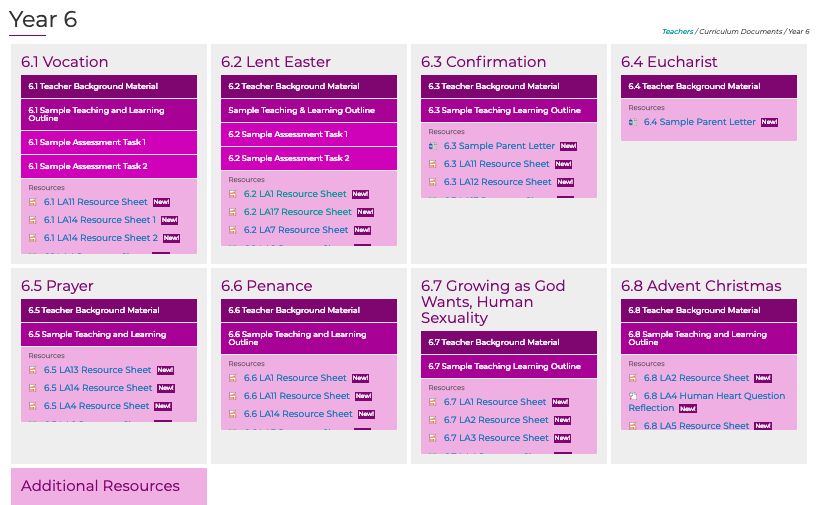 Year 6
Teachers / Curriculum Documents / Year 6
6.1 Vocation
6.1 Teacher Background Material
6.1 Sample Teaching and Learning
Outline
6.1 Sample Assessment Task 1
6.1 Sample Assessment Task 2
Resources
6.1 LA11 Resource Sheet New!
6.1 LA14 Resource Sheet 1 New!
6.1 LA14 Resource Sheet 2 New!
6.2 Lent Easter
6.2 Teacher Background Material
Sample Teaching & Learning Outline
6.2 Sample Assessment Task 1
6.2 Sample Assessment Task 2
Resources
6.2 LA1 Resource Sheet New!
6.2 LA17 Resource Sheet New!
6.2 LA7 Resource Sheet New!
6.3 Confirmation
6.3 Teacher Background Material
6.3 Sample Teaching Learning Outline
Resources
6.3 Sample Parent Letter New!
6.3 LA11 Resource Sheet New!
6.3 LA12 Resource Sheet New!
6.4 Eucharist
6.4 Teacher Background Material
Resources
6.4 Sample Parent Letter New!
6.5 Prayer
6.5 Teacher Background Material
6.5 Sample Teaching and Learning
Resources
6.5 LA13 Resource Sheet New!
6.5 LA14 Resource Sheet New!
6.5 LA4 Resource Sheet New!
6.6 Penance
6.6 Teacher Background Material
6.6 Sample Teaching and Learning
Outline
Resources
6.6 LA1 Resource Sheet New!
6.6 LA11 Resource Sheet New!
6.6 LA14 Resource Sheet New!
6.7 Growing as God
Wants, Human
Sexuality
6.7 Teacher Background Material
6.7 Sample Teaching Learning Outline
Resources
6.7 LA1 Resource Sheet New!
6.7 LA2 Resource Sheet New!
6.7 LA3 Resource Sheet New!
6.8 Advent Christmas
6.8 Teacher Background Material
6.8 Sample Teaching and Learning
Outline
Resources
6.8 LA2 Resource Sheet New!
6.8 LA4 Human Heart Question
Reflection New!
6.8 LA5 Resource Sheet New!
Additional Resources